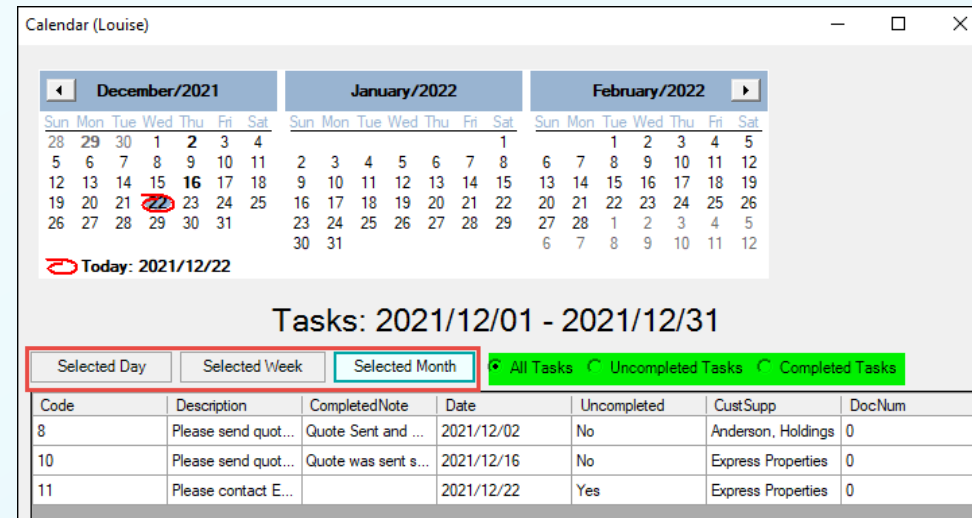 Calendar (Louise)
December/2021 January/2022 February/2022
Sun Mon Tue Wed Thu Fri Sat Sun Mon Tue Wed Thu Fri Sat Sun Mon Tue Wed Thu Fri Sat
28 29 30 1 2 3 4 1 1 2 3 4 5
5 6 7 8 9 10 11 2 3 4 5 6 7 8 6 7 8 9 10 11 12
12 13 14 15 16 17 18 9 10 11 12 13 14 15 13 14 15 16 17 18 19
19 20 21 22 23 24 25 16 17 18 19 20 21 22 20 21 22 23 24 25 26
26 27 28 29 30 31 23 24 25 26 27 28 29 27 28 1 2 3 4 5
30 31 6 7 8 9 10 11 12
Today: 2021/12/22
Tasks: 2021/12/01 - 2021/12/31
Selected Day Selected Week Selected Month All Tasks Uncompleted Tasks Completed Tasks
Code Description CompletedNote Date Uncompleted CustSupp DocNum
8 Please send quot... Quote Sent and ... 2021/12/02 No Anderson, Holdings 0
10 Please send quot... Quote was sent s... 2021/12/16 No Express Properties 0
11 Please contact E... 2021/12/22 Yes Express Properties 0